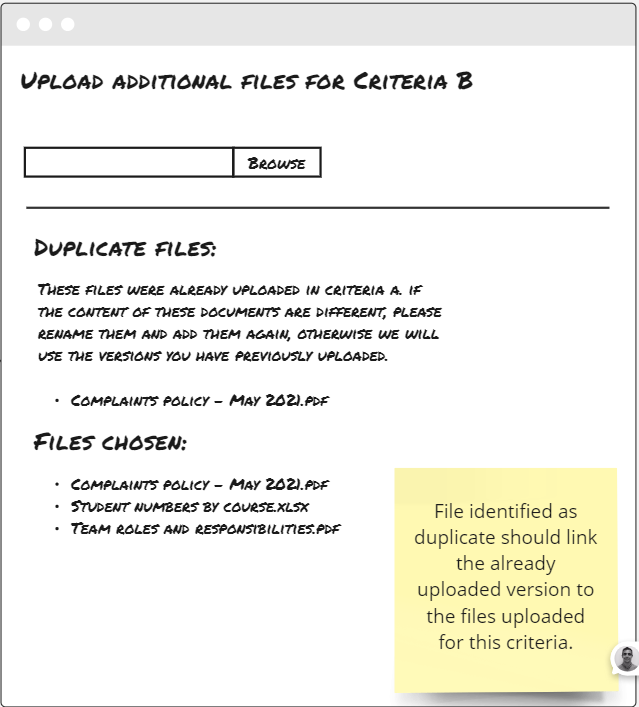 Upload additional files for Criteria B
Browse
Duplicate files:
These files were already uploaded in criteria A. If
the content of these documents are different, please
rename them and add them again, otherwise we will
use the versions you have previously uploaded.
• Complaints policy – May 2021.pdf
Files chosen:
• Complaints policy – May 2021.pdf
• Student numbers by course.xlsx
• Team roles and responsibilities.pdf
File identified as
duplicate should link
the already
uploaded version to
the files uploaded
for this criteria.